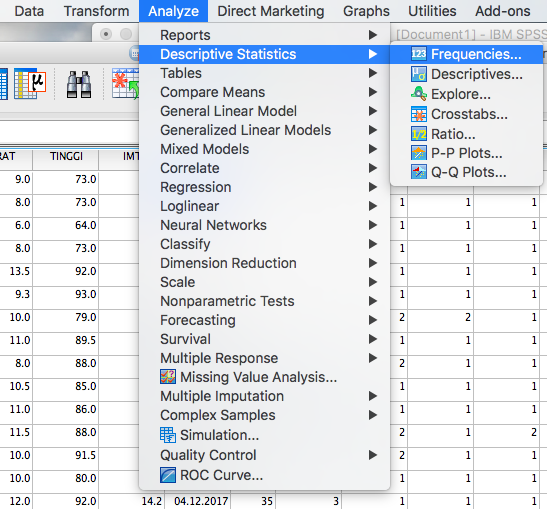 Data Transform Analyze Direct Marketing Graphs Utilities Add-ons
[Document1] - IBM SPSS
Reports
Descriptive Statistics
Tables
Compare Means
General Linear Model
Generalized Linear Models
Mixed Models
Correlate
Regression
Loglinear
Neural Networks
Classify
Dimension Reduction
Scale
Nonparametric Tests
Forecasting
Survival
Multiple Response
Missing Value Analysis...
Multiple Imputation
Complex Samples
Simulation...
Quality Control
ROC Curve...
Frequencies...
Descriptives...
Explore...
Crosstabs...
Ratio...
P-P Plots...
Q-Q Plots...
RAT TINGGI IMT
9.0 73.0
8.0 73.0 1 1 1
6.0 64.0 1 1 1
8.0 73.0 1 1 1
13.5 92.0 1 1 1
9.3 93.0 1 1 1
10.0 79.0 2 2 1
11.0 89.5 1 1 1
8.0 88.0 2 1 1
10.5 85.0 1 1 1
11.0 86.0 1 1 1
11.5 88.0 2 1 2
10.0 91.5 2 1 1
10.0 80.0 1 1 1
12.0 92.0 14.2 04.12.2017 35 3 1 1 1